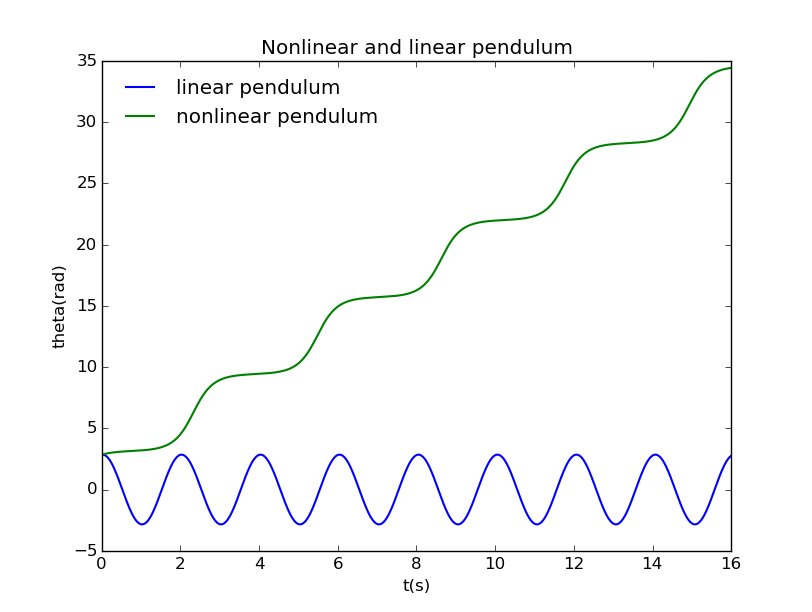 Nonlinear and linear pendulum
linear pendulum
nonlinear pendulum
theta(rad)
35
30
25
20
15
10
5
0
−5
0 2 4 6 8 10 12 14 16
t(s)